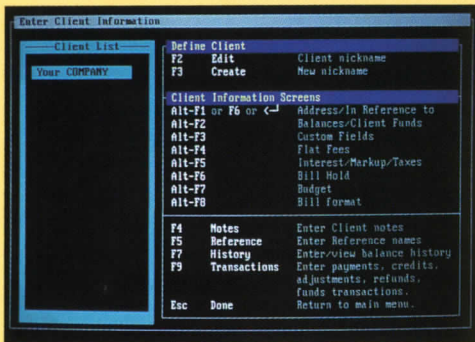 Enter Client Information
Client List
Your COMPANY
Define Client
F2 Edit Client nickname
F3 Create New nickname
Client Information Screens
Alt-F1 or F6 or <┘ Address/In Reference to
Alt-F2 Balances/Client Funds
Alt-F3 Custom Fields
Alt-F4 Flat Fees
Alt-F5 Interest/Markup/Taxes
Alt-F6 Bill Hold
Alt-F7 Budget
Alt-F8 Bill format
F4 Notes Enter Client notes
F5 Reference Enter Reference names
F7 History Enter/view balance history
F9 Transactions Enter payments, credits,
adjustments, refunds,
funds transactions.
Esc Done Return to main menu.